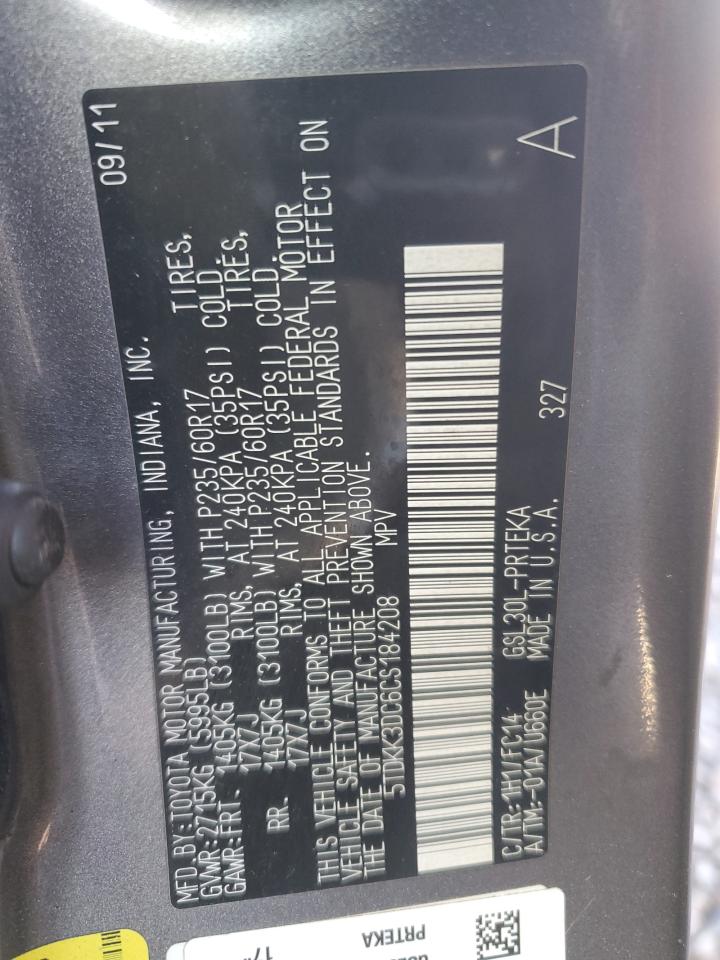 MFD. BY:TOYOTA MOTOR MANUFACTURING, INDIANA, INC. 09/11
GVWR:2715KG (5995LB)
GAWR:FRT. 1405KG (3100LB) WITH P235/60R17 TIRES,
17X7J RIMS, AT 240KPA (35PSI) COLD.
RR. 1405KG (3100LB) WITH P235/60R17 TIRES,
17X7J RIMS, AT 240KPA (35PSI) COLD.
THIS VEHICLE CONFORMS TO ALL APPLICABLE FEDERAL MOTOR
VEHICLE SAFETY AND THEFT PREVENTION STANDARDS IN EFFECT ON
THE DATE OF MANUFACTURE SHOWN ABOVE.
5TDKK3DC6CS184208 MPV
C/TR:1H1/FC14 GSL30L-PRTEKA
A/TM:-01A/U660E MADE IN U.S.A. 327 A
PRTEKA